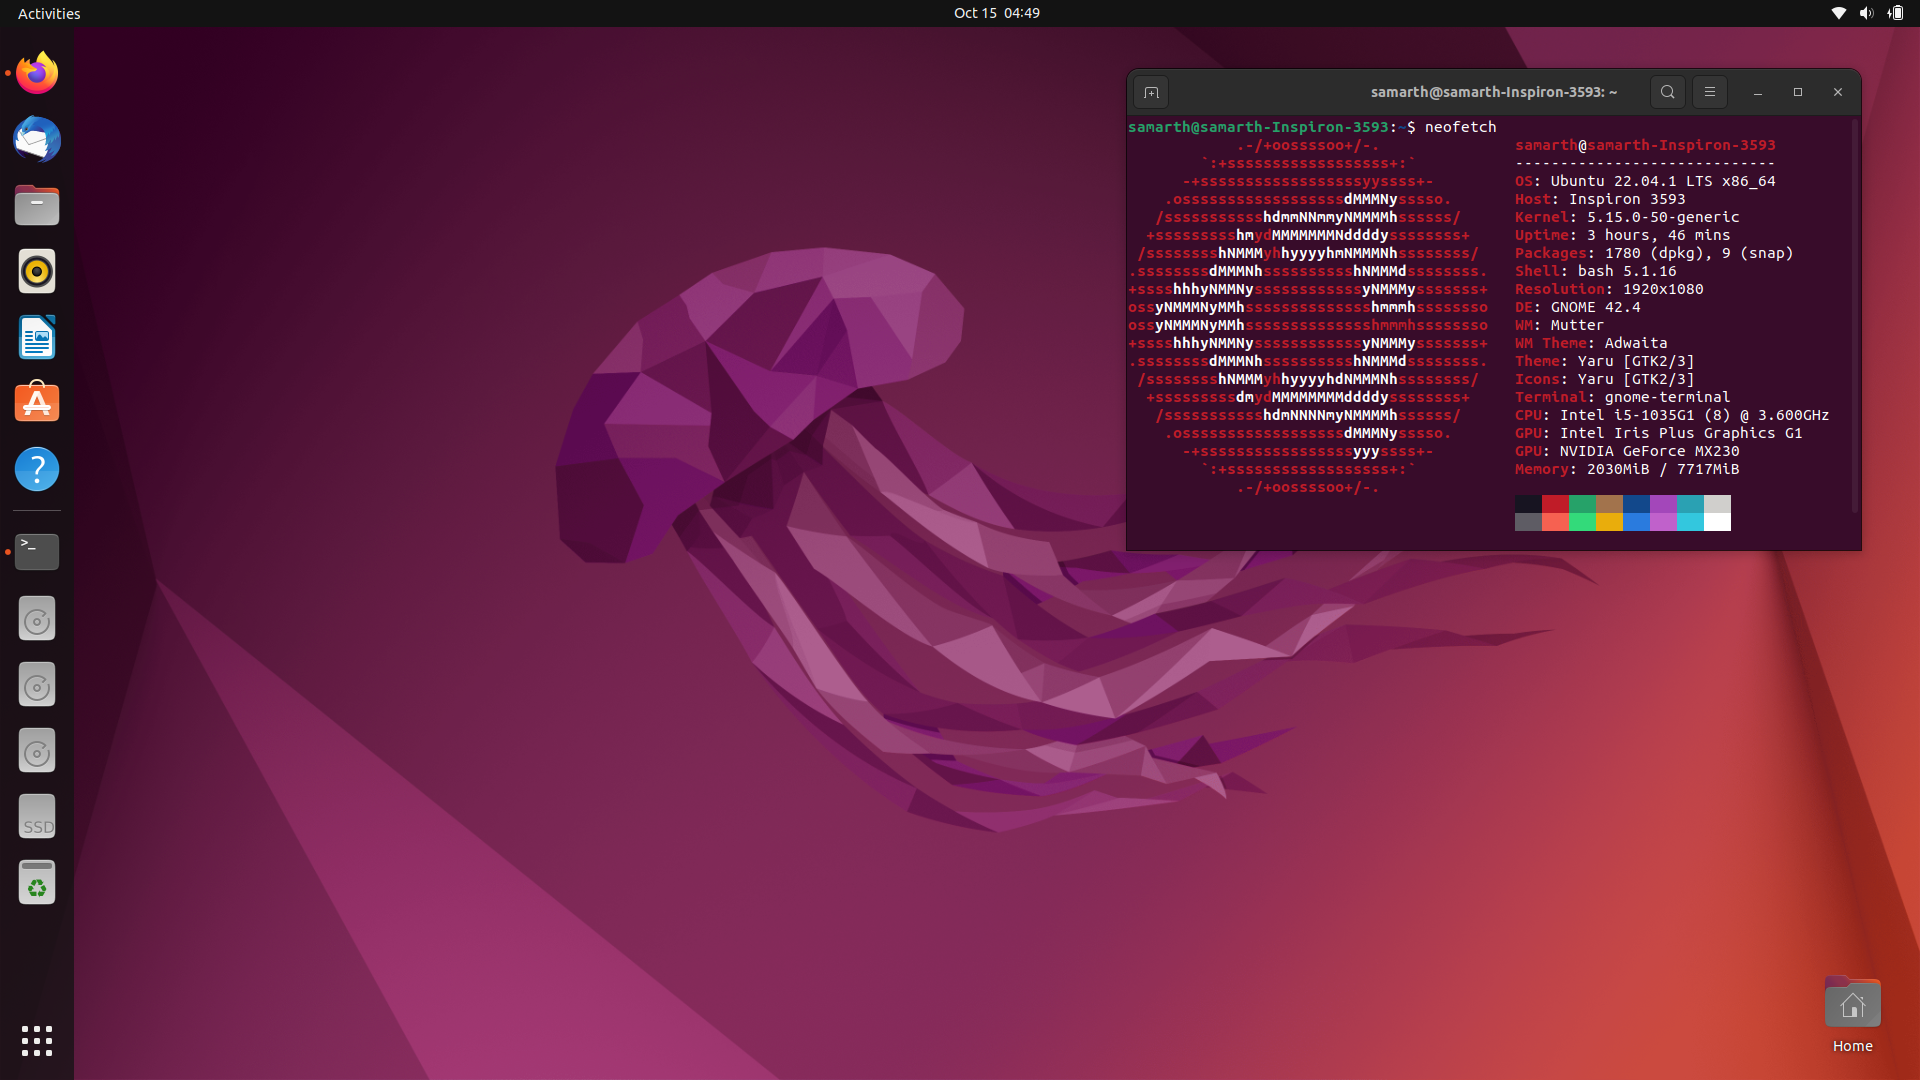 Activities
Oct 15 04:49
samarth@samarth-Inspiron-3593: ~
samarth@samarth-Inspiron-3593:~$ neofetch
.-/+oossssoo+/-. samarth@samarth-Inspiron-3593
`:+ssssssssssssssssss+:` -----------------------------
-+ssssssssssssssssssyyssss+- OS: Ubuntu 22.04.1 LTS x86_64
.ossssssssssssssssssdMMMNysssso. Host: Inspiron 3593
/ssssssssssshdmmNNmmyNMMMMhssssss/ Kernel: 5.15.0-50-generic
+ssssssssshmydMMMMMMMNddddyssssssss+ Uptime: 3 hours, 46 mins
/sssssssshNMMMyhhyyyyhmNMMMNhssssssss/ Packages: 1780 (dpkg), 9 (snap)
.ssssssssdMMMNhsssssssssshNMMMdssssssss. Shell: bash 5.1.16
+sssshhhyNMMNyssssssssssssyNMMMysssssss+ Resolution: 1920x1080
ossyNMMMNyMMhsssssssssssssshmmmhssssssso DE: GNOME 42.4
ossyNMMMNyMMhsssssssssssssshmmmhssssssso WM: Mutter
+sssshhhyNMMNyssssssssssssyNMMMysssssss+ WM Theme: Adwaita
.ssssssssdMMMNhsssssssssshNMMMdssssssss. Theme: Yaru [GTK2/3]
/sssssssshNMMMyhhyyyyhdNMMMNhssssssss/ Icons: Yaru [GTK2/3]
+sssssssssdmydMMMMMMMMddddyssssssss+ Terminal: gnome-terminal
/ssssssssssshdmNNNNmyNMMMMhssssss/ CPU: Intel i5-1035G1 (8) @ 3.600GHz
.ossssssssssssssssssdMMMNysssso. GPU: Intel Iris Plus Graphics G1
-+sssssssssssssssssyyyssss+- GPU: NVIDIA GeForce MX230
`:+ssssssssssssssssss+:` Memory: 2030MiB / 7717MiB
.-/+oossssoo+/-.
SSD
Home